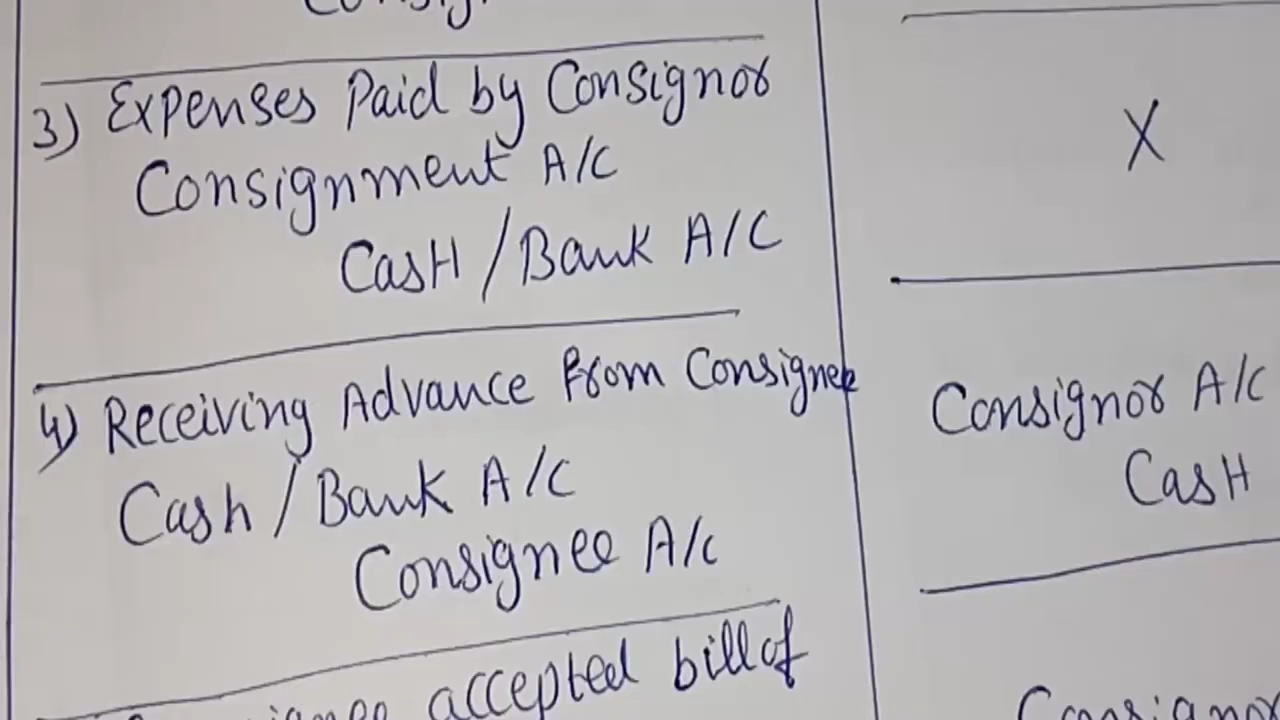 3) Expenses Paid by Consignor
Consignment A/C
CasH / Bank A/C
X
4) Receiving Advance From Consignee
Cash / Bank A/C
Consignee A/c
Consignor A/C
CasH
accepted bill of
Consignor